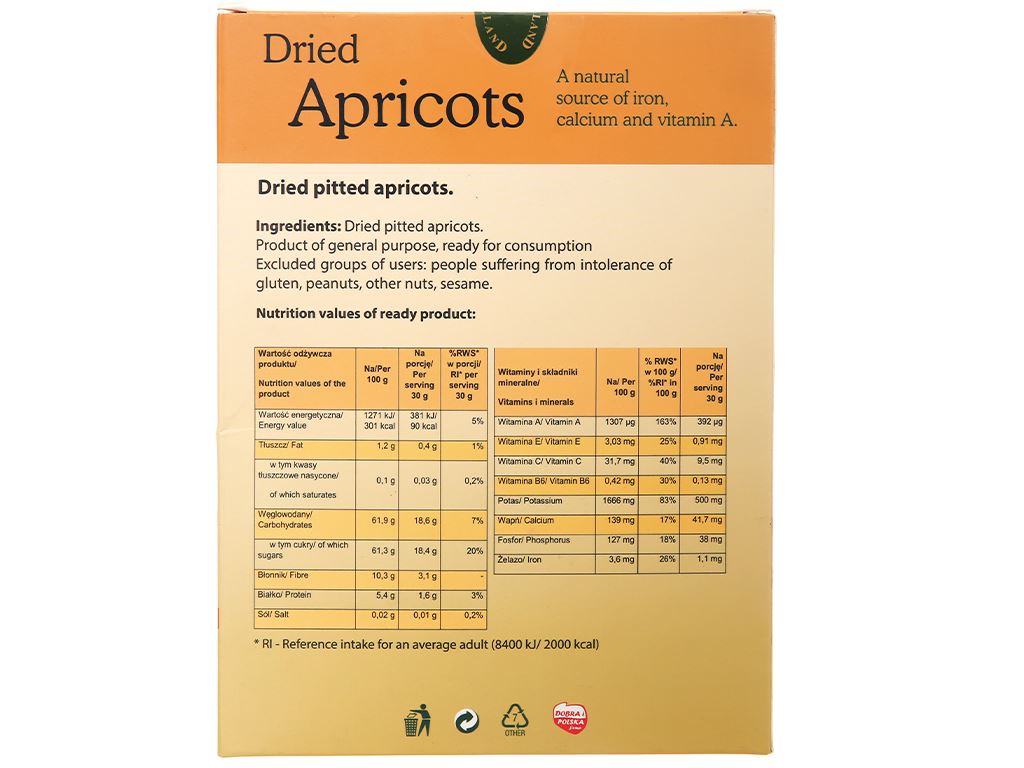 LAND
LAND
Dried
Apricots
A natural
source of iron,
calcium and vitamin A.
Dried pitted apricots.
Ingredients: Dried pitted apricots.
Product of general purpose, ready for consumption
Excluded groups of users: people suffering from intolerance of
gluten, peanuts, other nuts, sesame.
Nutrition values of ready product:
Wartość odżywcza produktu/ Nutrition values of the product Na/Per 100 g Na porcję/ Per serving 30 g %RWS* w porcji/ RI* per serving 30 g
Wartość energetyczna/ Energy value 1271 kJ/ 301 kcal 381 kJ/ 90 kcal 5%
Tłuszcz/ Fat 1,2 g 0,4 g 1%
w tym kwasy tłuszczowe nasycone/ of which saturates 0,1 g 0,03 g 0,2%
Węglowodany/ Carbohydrates 61,9 g 18,6 g 7%
w tym cukry/ of which sugars 61,3 g 18,4 g 20%
Błonnik/ Fibre 10,3 g 3,1 g -
Białko/ Protein 5,4 g 1,6 g 3%
Sól/ Salt 0,02 g 0,01 g 0,2%
Witaminy i składniki mineralne/ Vitamins i minerals Na/ Per 100 g % RWS* w 100 g/ %RI* in 100 g Na porcję/ Per serving 30 g
Witamina A/ Vitamin A 1307 µg 163% 392 µg
Witamina E/ Vitamin E 3,03 mg 25% 0,91 mg
Witamina C/ Vitamin C 31,7 mg 40% 9,5 mg
Witamina B6/ Vitamin B6 0,42 mg 30% 0,13 mg
Potas/ Potassium 1666 mg 83% 500 mg
Wapń/ Calcium 139 mg 17% 41,7 mg
Fosfor/ Phosphorus 127 mg 18% 38 mg
Żelazo/ Iron 3,6 mg 26% 1,1 mg
* RI - Reference intake for an average adult (8400 kJ/ 2000 kcal)
7
OTHER
DOBRA i
POLSKA
firma